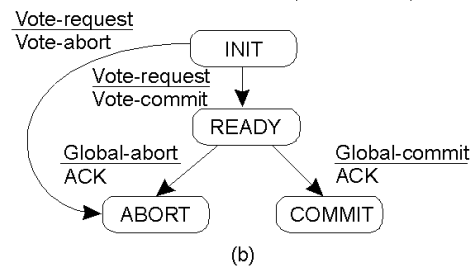 Vote-request
Vote-abort
INIT
Vote-request
Vote-commit
READY
Global-abort
ACK
Global-commit
ACK
ABORT
COMMIT
(b)